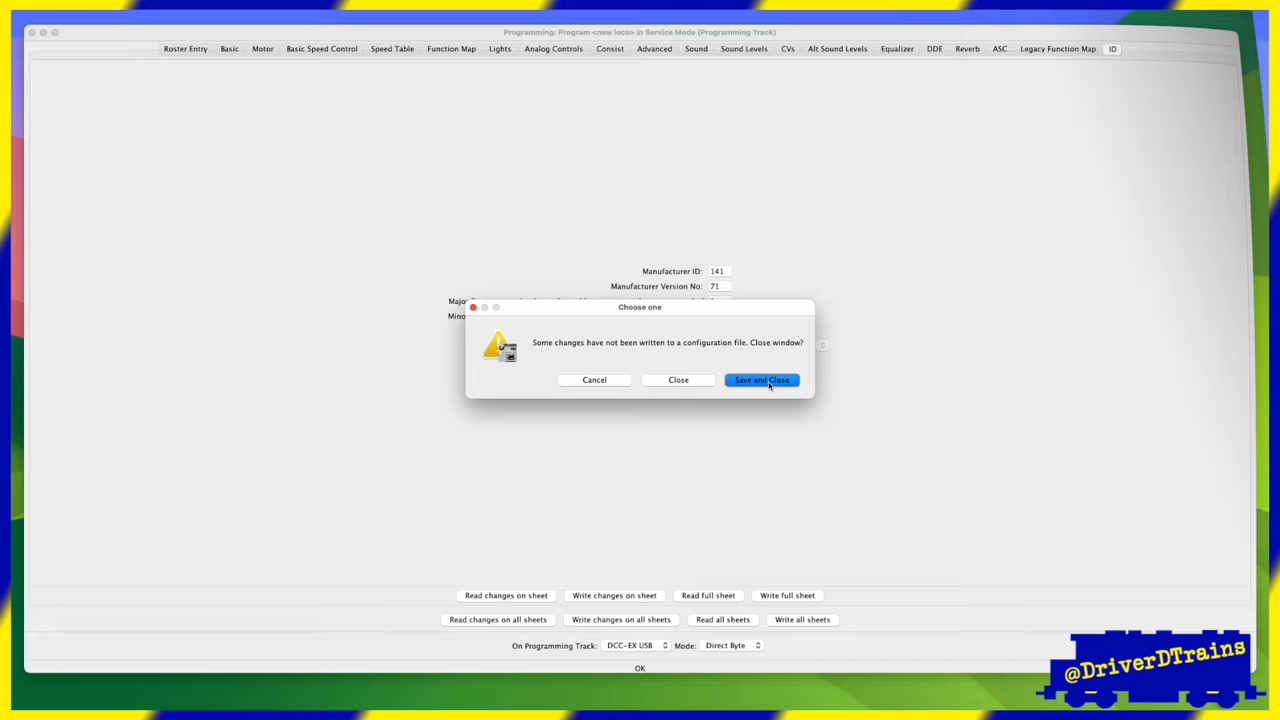 Programming: Program <new loco> in Service Mode (Programming Track)
Roster Entry Basic Motor Basic Speed Control Speed Table Function Map Lights Analog Controls Consist Advanced Sound Sound Levels CVs Alt Sound Levels Equalizer DDE Reverb ASC Legacy Function Map ID
Manufacturer ID: 141
Manufacturer Version No: 71
Choose one
Some changes have not been written to a configuration file. Close window?
Cancel Close Save and Close
Read changes on sheet Write changes on sheet Read full sheet Write full sheet
Read changes on all sheets Write changes on all sheets Read all sheets Write all sheets
On Programming Track: DCC-EX USB Mode: Direct Byte
OK
@DriverDTrains